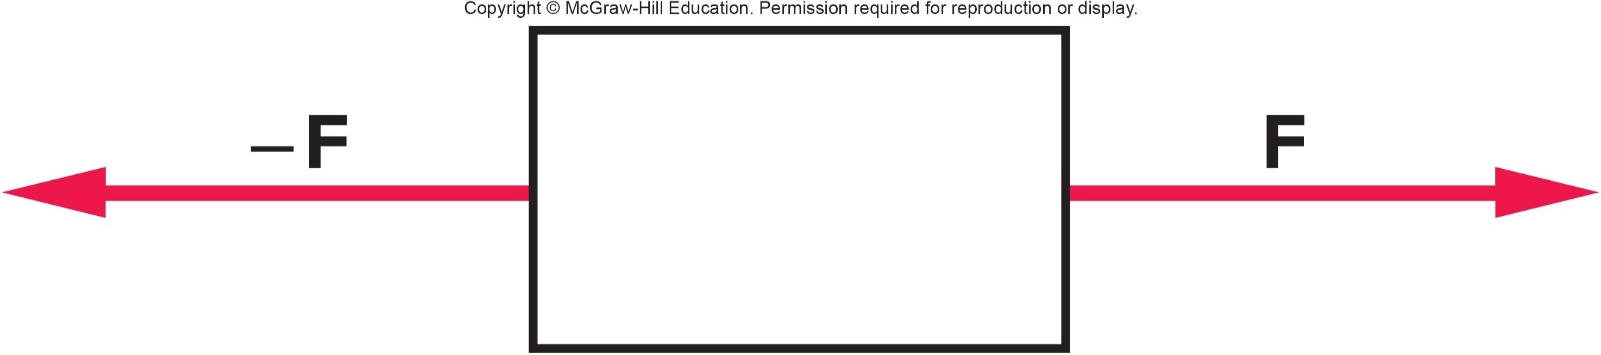 Copyright © McGraw-Hill Education. Permission required for reproduction or display.
–F
F